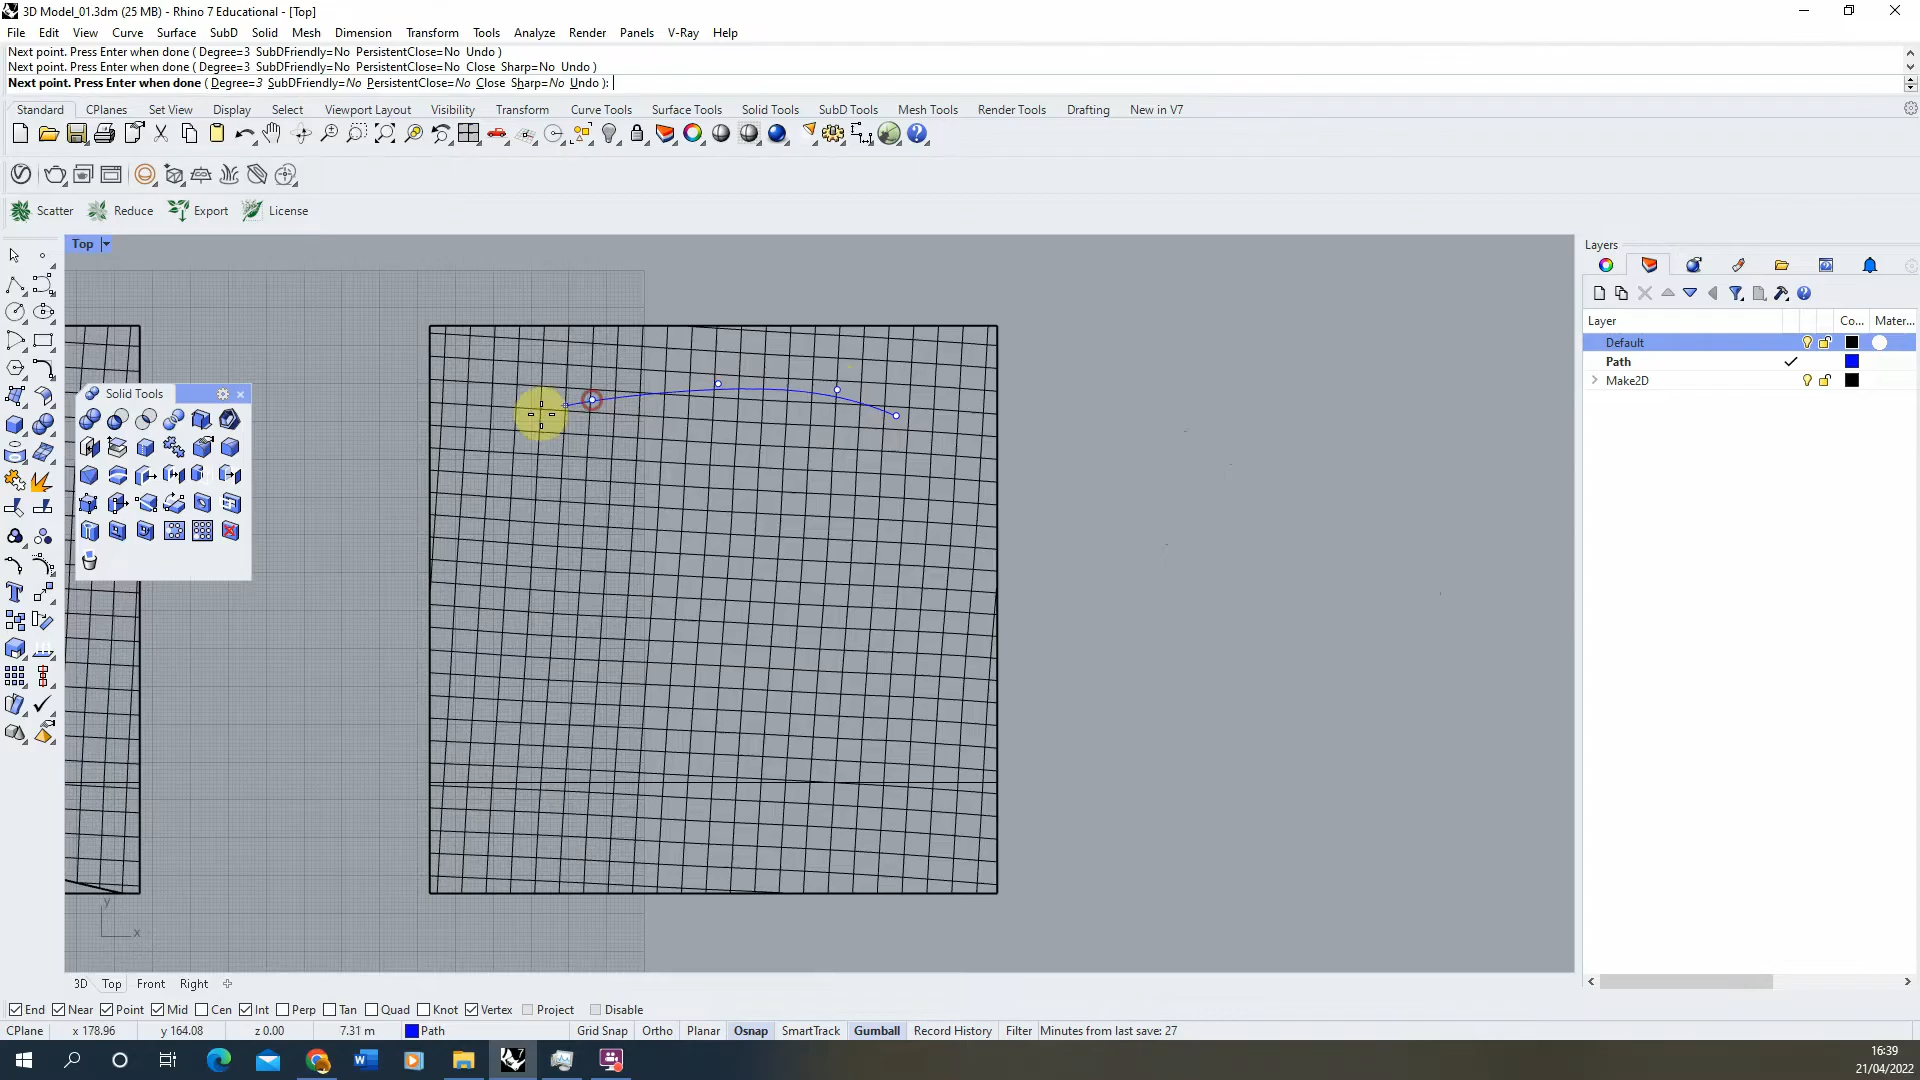 3D Model_01.3dm (25 MB) - Rhino 7 Educational - [Top]
File Edit View Curve Surface SubD Solid Mesh Dimension Transform Tools Analyze Render Panels V-Ray Help
Next point. Press Enter when done ( Degree=3 SubDFriendly=No PersistentClose=No Undo )
Next point. Press Enter when done ( Degree=3 SubDFriendly=No PersistentClose=No Close Sharp=No Undo )
Next point. Press Enter when done ( Degree=3 SubDFriendly=No PersistentClose=No Close Sharp=No Undo ):
Standard CPlanes Set View Display Select Viewport Layout Visibility Transform Curve Tools Surface Tools Solid Tools SubD Tools Mesh Tools Render Tools Drafting New in V7
Scatter Reduce Export License
Top
Layers
Layer Co... Mater...
Default
Path
Make2D
Solid Tools
y
x
3D Top Front Right
End Near Point Mid Cen Int Perp Tan Quad Knot Vertex Project Disable
CPlane x 178.96 y 164.08 z 0.00 7.31 m Path Grid Snap Ortho Planar Osnap SmartTrack Gumball Record History Filter Minutes from last save: 27
16:39
21/04/2022